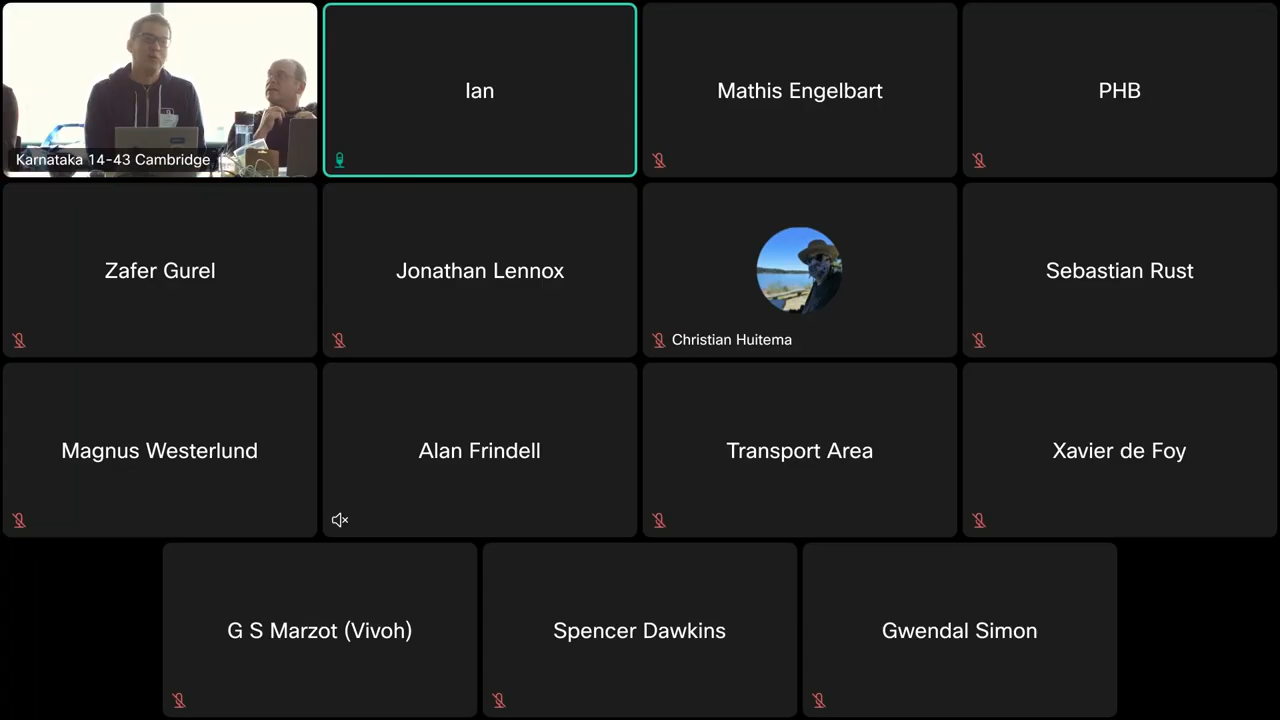 Karnataka 14-43 Cambridge
Ian
Mathis Engelbart
PHB
Zafer Gurel
Jonathan Lennox
Christian Huitema
Sebastian Rust
Magnus Westerlund
Alan Frindell
Transport Area
Xavier de Foy
G S Marzot (Vivoh)
Spencer Dawkins
Gwendal Simon